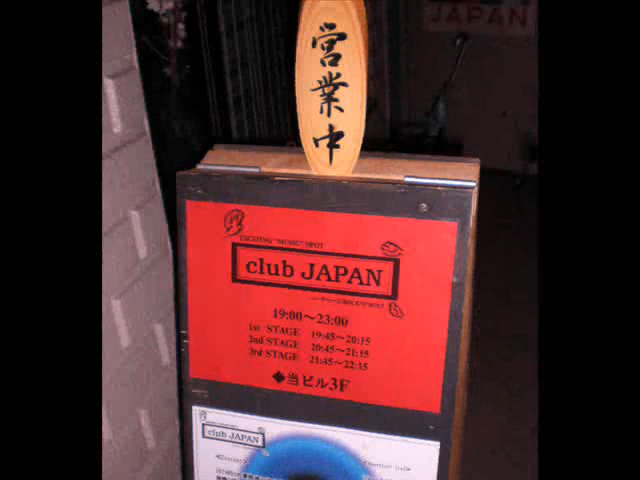 JAPAN
営業中
EXCITING "MUSIC" SPOT
club JAPAN
19:00〜23:00
1st STAGE 19:45〜20:15
2nd STAGE 20:45〜21:15
3rd STAGE 21:45〜22:15
◆当ビル3F
club JAPAN